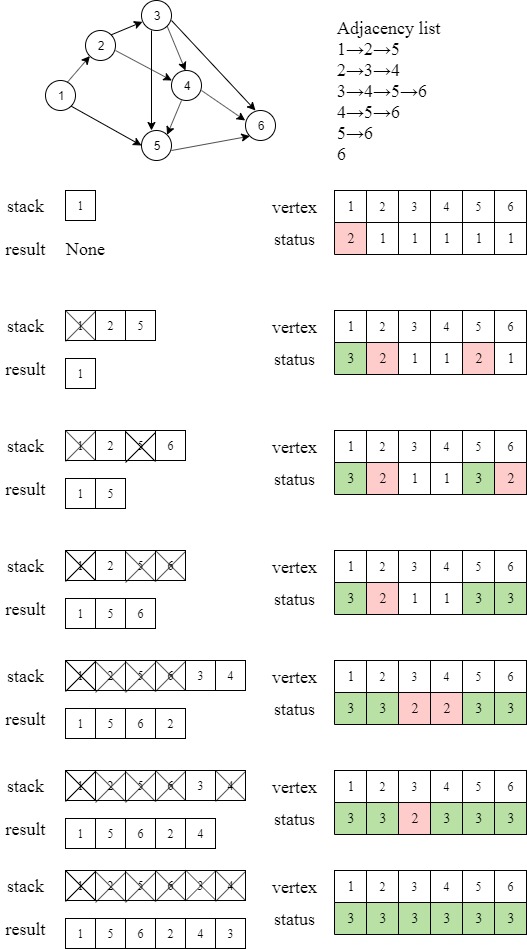 3
2
4
1
6
5
Adjacency list
1→2→5
2→3→4
3→4→5→6
4→5→6
5→6
6
stack 1
vertex 1 2 3 4 5 6
status 2 1 1 1 1 1
result None
stack 1 2 5
vertex 1 2 3 4 5 6
status 3 2 1 1 2 1
result 1
stack 1 2 5 6
vertex 1 2 3 4 5 6
status 3 2 1 1 3 2
result 1 5
stack 1 2 5 6
vertex 1 2 3 4 5 6
status 3 2 1 1 3 3
result 1 5 6
stack 1 2 5 6 3 4
vertex 1 2 3 4 5 6
status 3 3 2 2 3 3
result 1 5 6 2
stack 1 2 5 6 3 4
vertex 1 2 3 4 5 6
status 3 3 2 3 3 3
result 1 5 6 2 4
stack 1 2 5 6 3 4
vertex 1 2 3 4 5 6
status 3 3 3 3 3 3
result 1 5 6 2 4 3